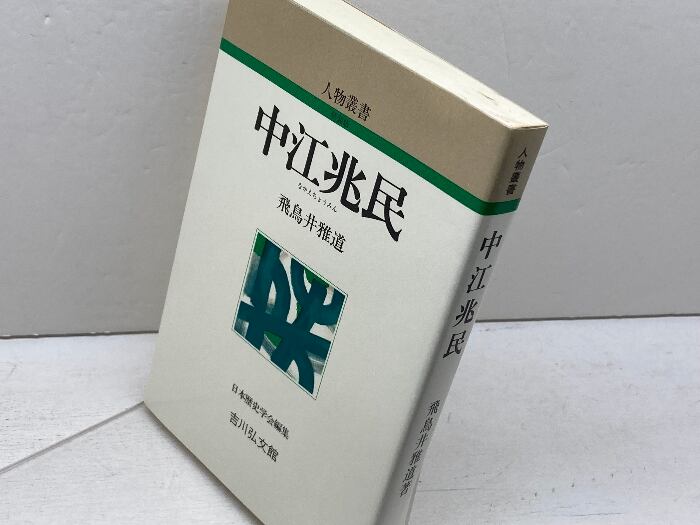 人物叢書
中江兆民
なかえちょうみん
飛鳥井雅道
日本歴史学会編集
吉川弘文館
人物叢書
中江兆民
飛鳥井雅道著